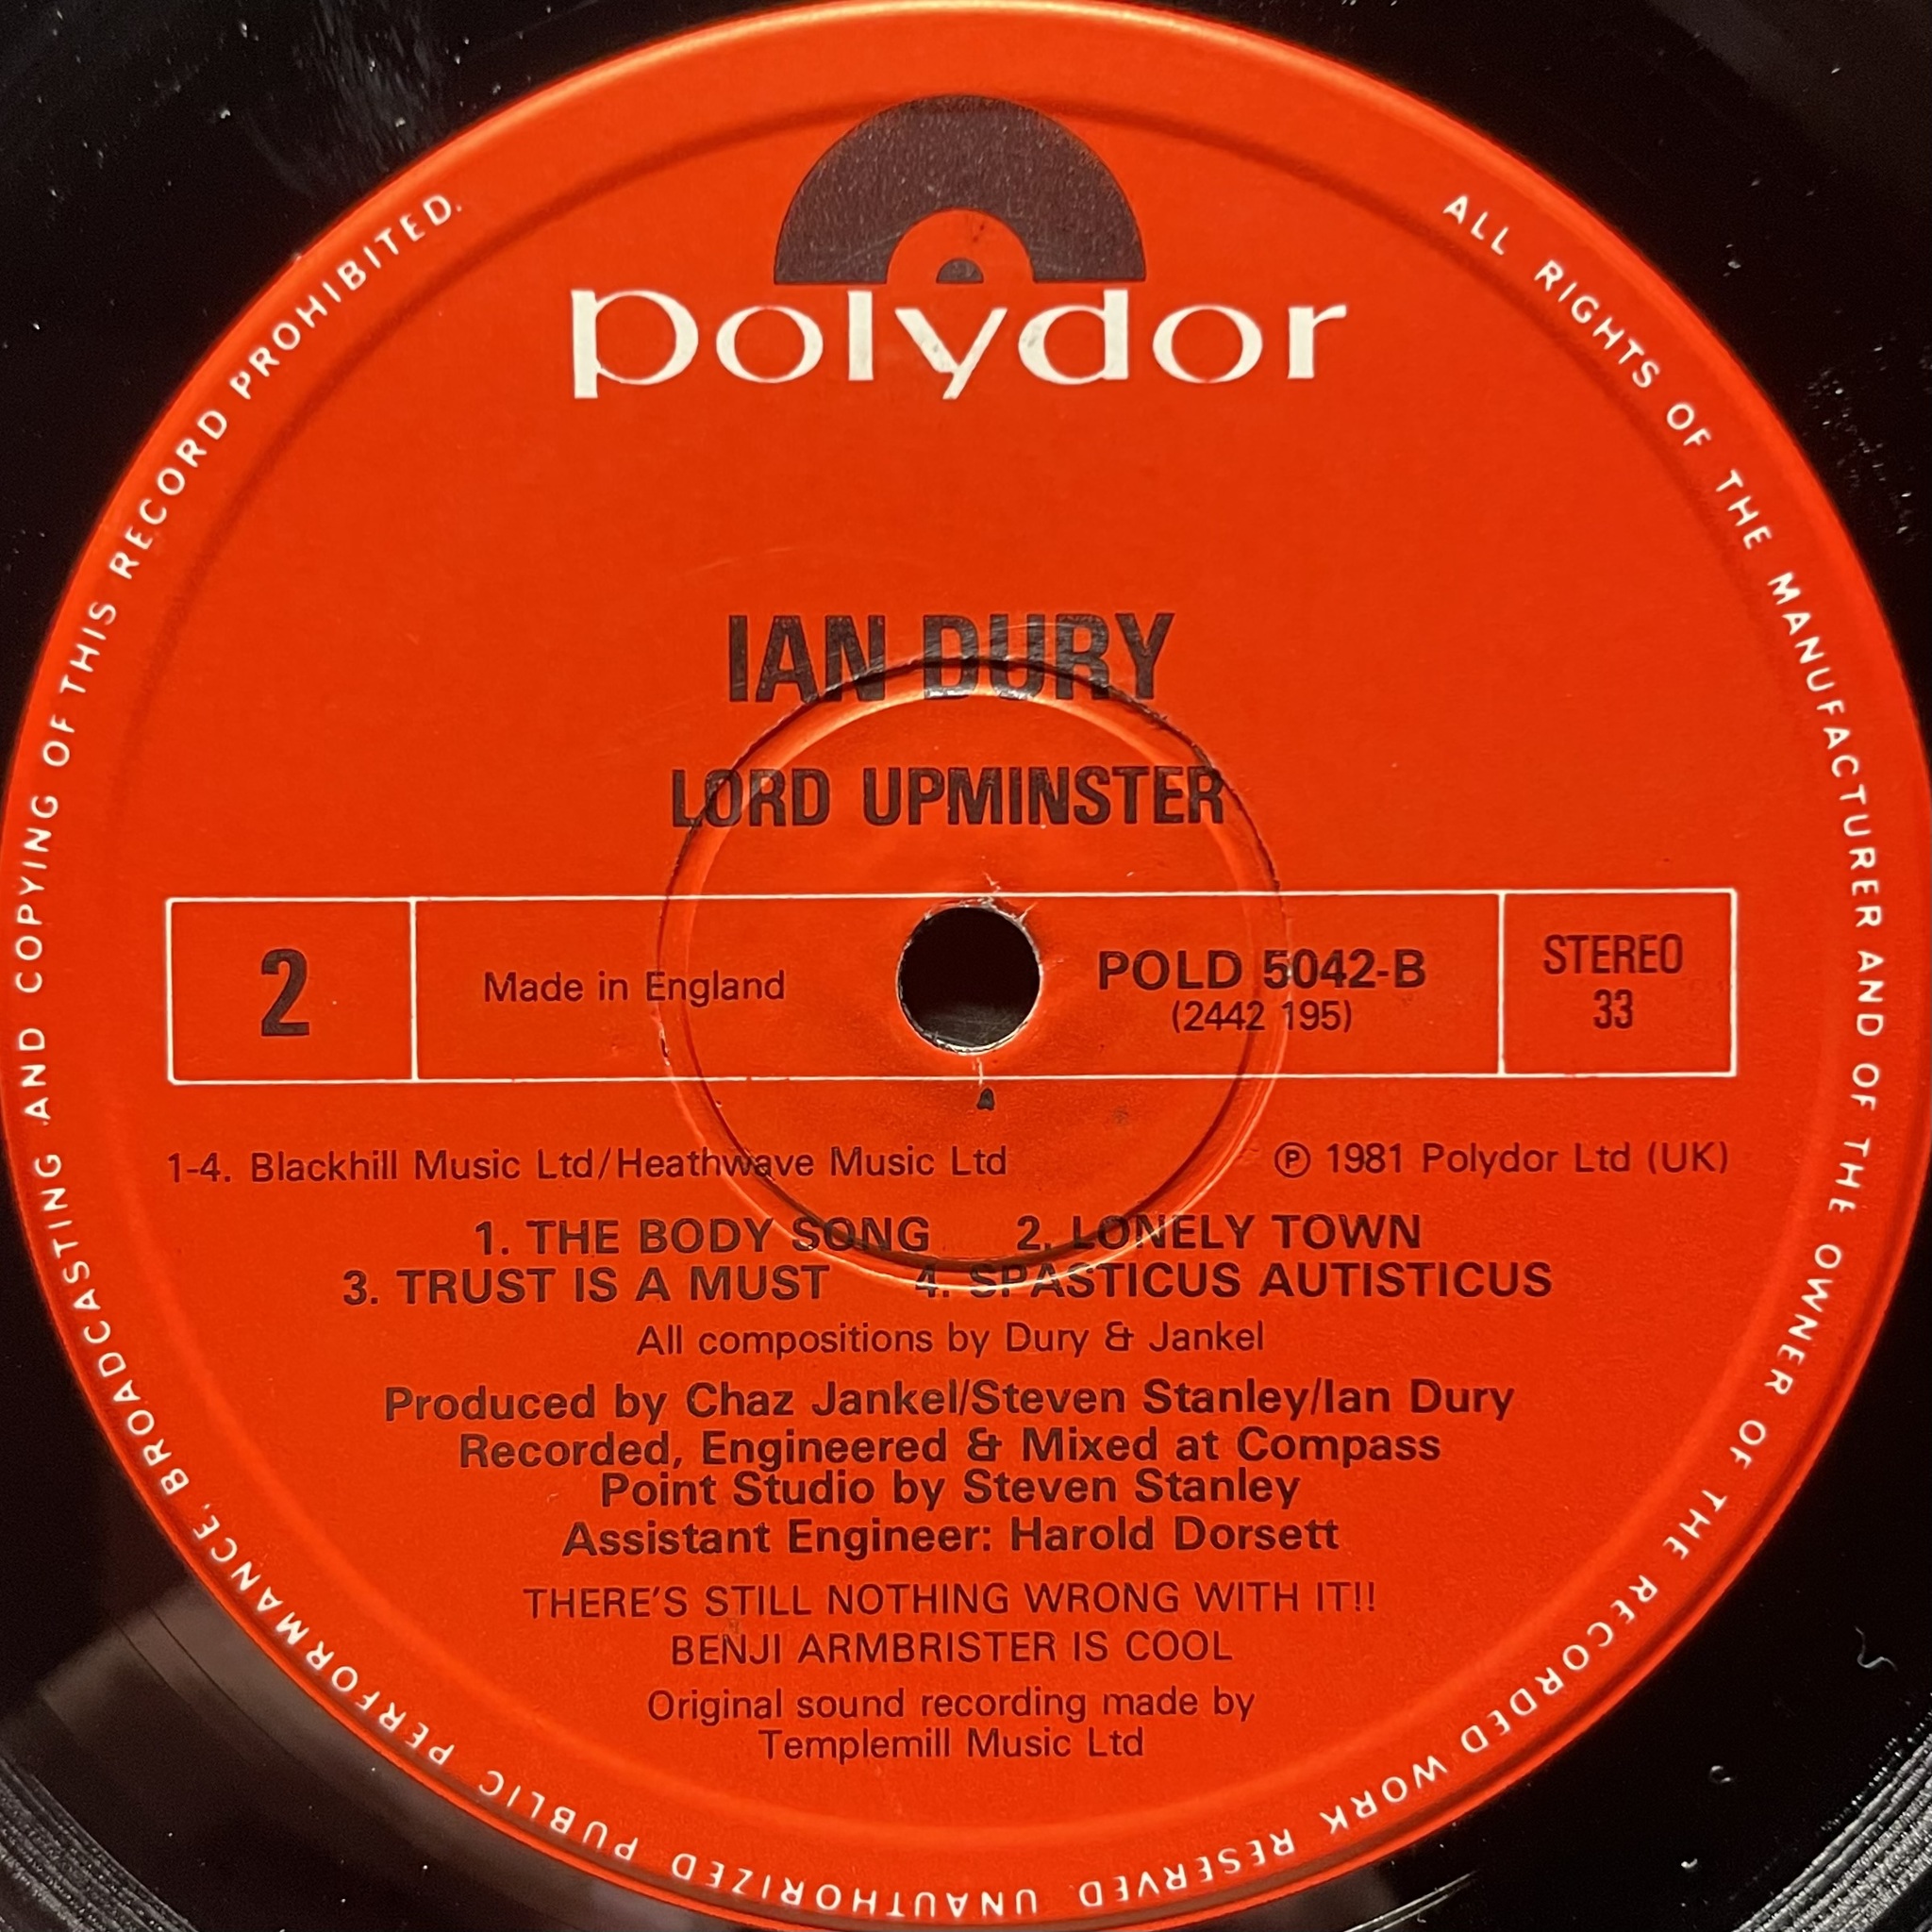 polydor
IAN DURY
LORD UPMINSTER
2
Made in England
POLD 5042-B
(2442 195)
STEREO
33
1-4. Blackhill Music Ltd/Heathwave Music Ltd
℗ 1981 Polydor Ltd (UK)
1. THE BODY SONG 2. LONELY TOWN
3. TRUST IS A MUST 4. SPASTICUS AUTISTICUS
All compositions by Dury & Jankel
Produced by Chaz Jankel/Steven Stanley/Ian Dury
Recorded, Engineered & Mixed at Compass
Point Studio by Steven Stanley
Assistant Engineer: Harold Dorsett
THERE'S STILL NOTHING WRONG WITH IT!!
BENJI ARMBRISTER IS COOL
Original sound recording made by
Templemill Music Ltd
ALL RIGHTS OF THE MANUFACTURER AND OF THE OWNER OF THE RECORDED WORK RESERVED. UNAUTHORIZED PUBLIC PERFORMANCE, BROADCASTING AND COPYING OF THIS RECORD PROHIBITED.
A